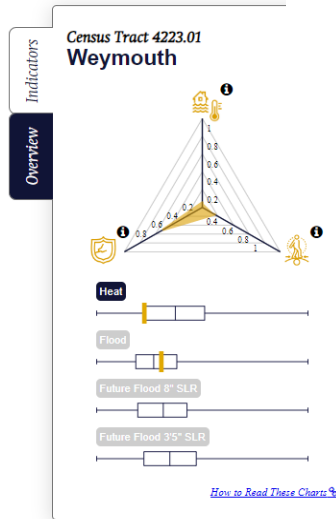 Census Tract 4223.01
Weymouth
Indicators
Overview
1
0.8
0.6
0.4
0.2
0.2
0.4
0.6
0.8
0.4
0.6
0.8
1
Heat
Flood
Future Flood 8" SLR
Future Flood 3'5" SLR
How to Read These Charts